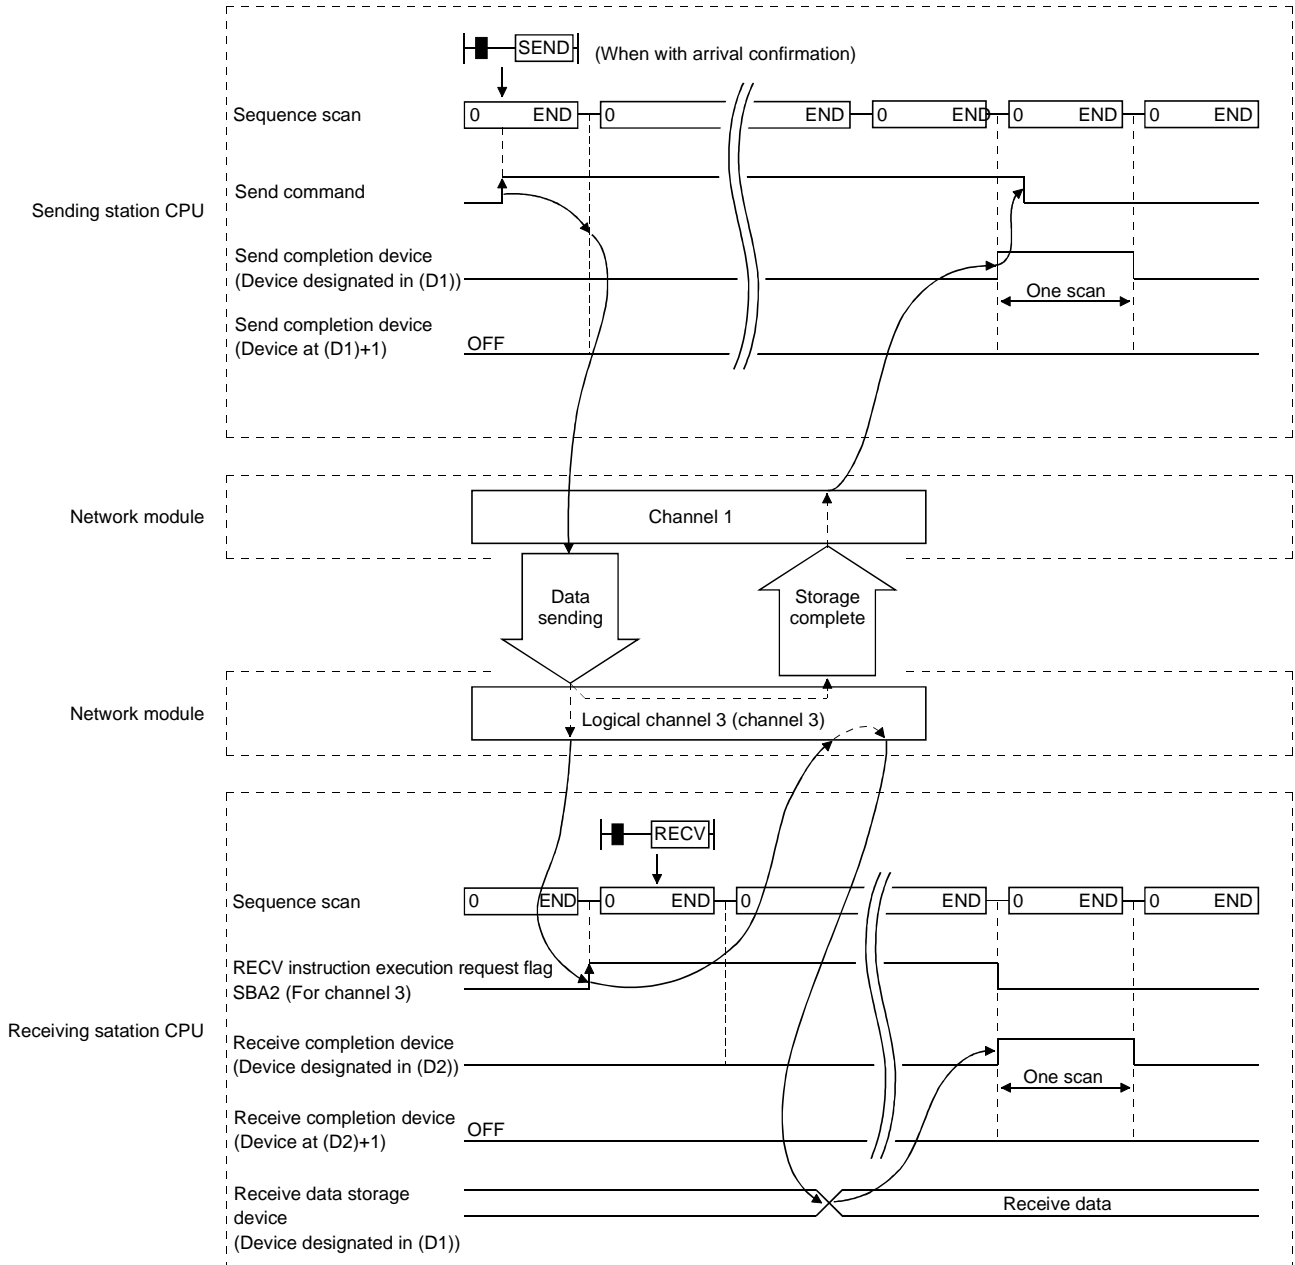 SEND (When with arrival confirmation)
Sequence scan 0 END 0 END 0 END 0 END 0 END
Send command
Sending station CPU
Send completion device
(Device designated in (D1))
One scan
Send completion device
(Device at (D1)+1) OFF
Network module Channel 1
Data
sending
Storage
complete
Network module Logical channel 3 (channel 3)
RECV
Sequence scan 0 END 0 END 0 END 0 END 0 END
RECV instruction execution request flag
SBA2 (For channel 3)
Receiving satation CPU
Receive completion device
(Device designated in (D2))
One scan
Receive completion device
(Device at (D2)+1) OFF
Receive data storage
device
(Device designated in (D1))
Receive data